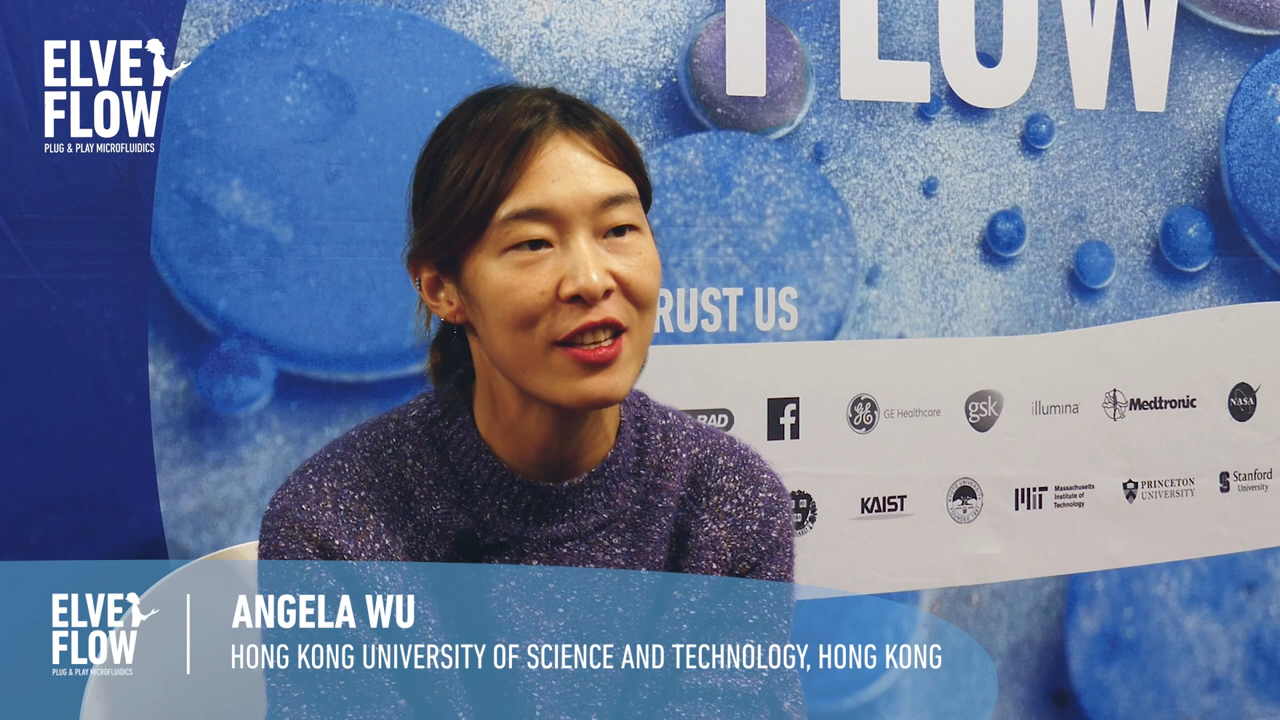 ELVE
FLOW
PLUG & PLAY MICROFLUIDICS
FLOW
RUST US
RAD
GE Healthcare
gsk
illumina
Medtronic
NASA
KAIST
MIT
Massachusetts
Institute of
Technology
PRINCETON
UNIVERSITY
Stanford
University
ELVE
FLOW
PLUG & PLAY MICROFLUIDICS
ANGELA WU
HONG KONG UNIVERSITY OF SCIENCE AND TECHNOLOGY, HONG KONG